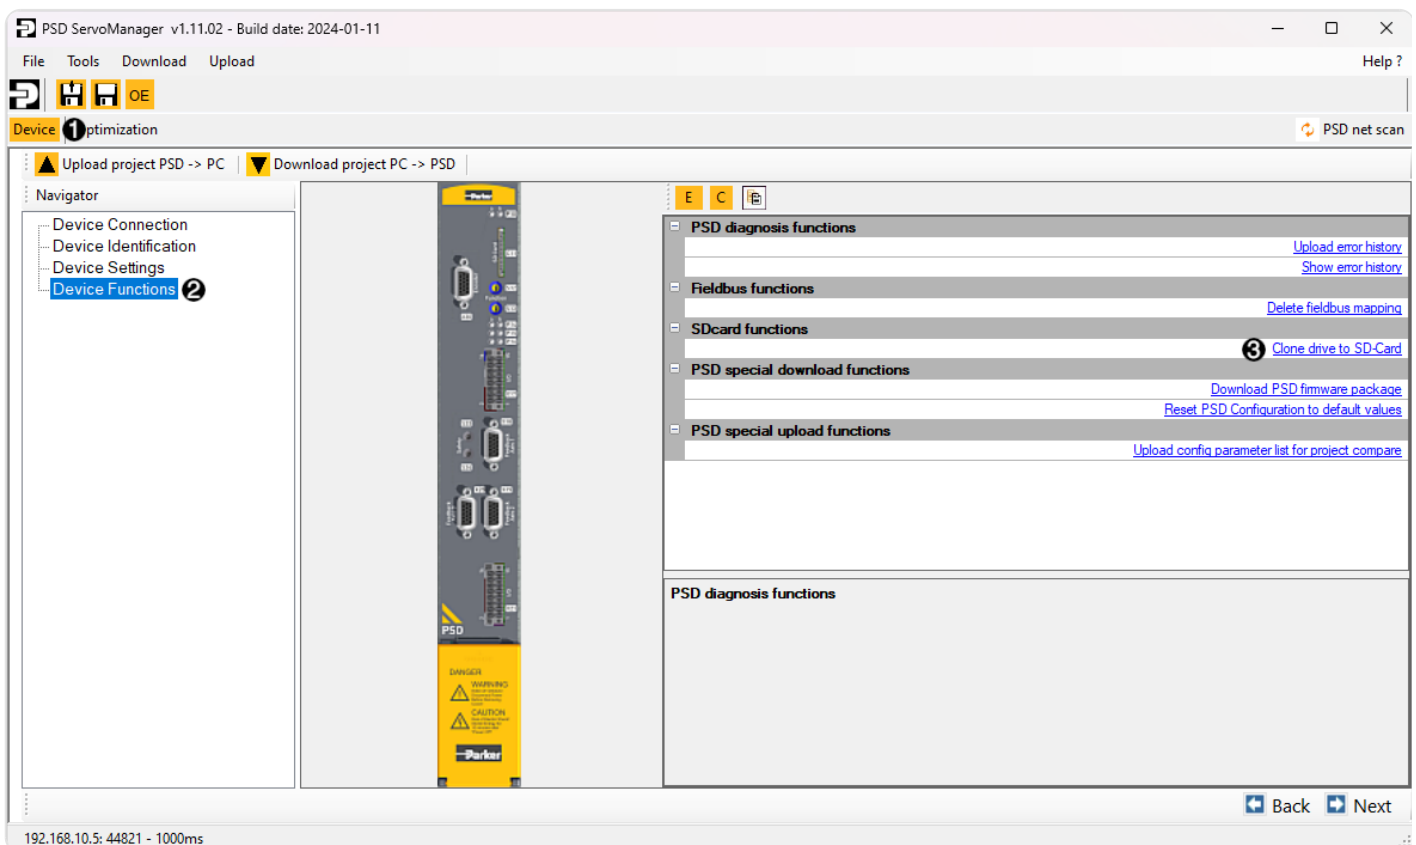 PSD ServoManager v1.11.02 - Build date: 2024-01-11
File Tools Download Upload Help ?
OE
Device 1 ptimization PSD net scan
Upload project PSD -> PC Download project PC -> PSD
Navigator
Device Connection
Device Identification
Device Settings
Device Functions 2
Parker
PSD
DANGER
WARNING
CAUTION
Parker
E C
PSD diagnosis functions
Upload error history
Show error history
Fieldbus functions
Delete fieldbus mapping
SDcard functions
3 Clone drive to SD-Card
PSD special download functions
Download PSD firmware package
Reset PSD Configuration to default values
PSD special upload functions
Upload config parameter list for project compare
PSD diagnosis functions
Back Next
192.168.10.5: 44821 - 1000ms